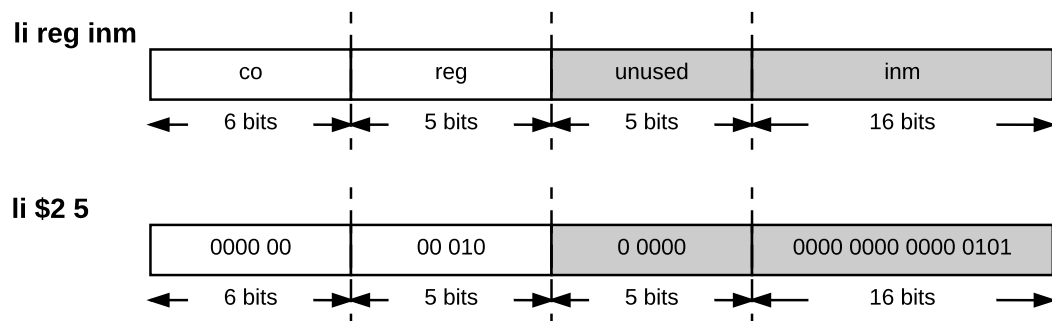 li reg inm
co reg unused inm
6 bits 5 bits 5 bits 16 bits
li $2 5
0000 00 00 010 0 0000 0000 0000 0000 0101
6 bits 5 bits 5 bits 16 bits